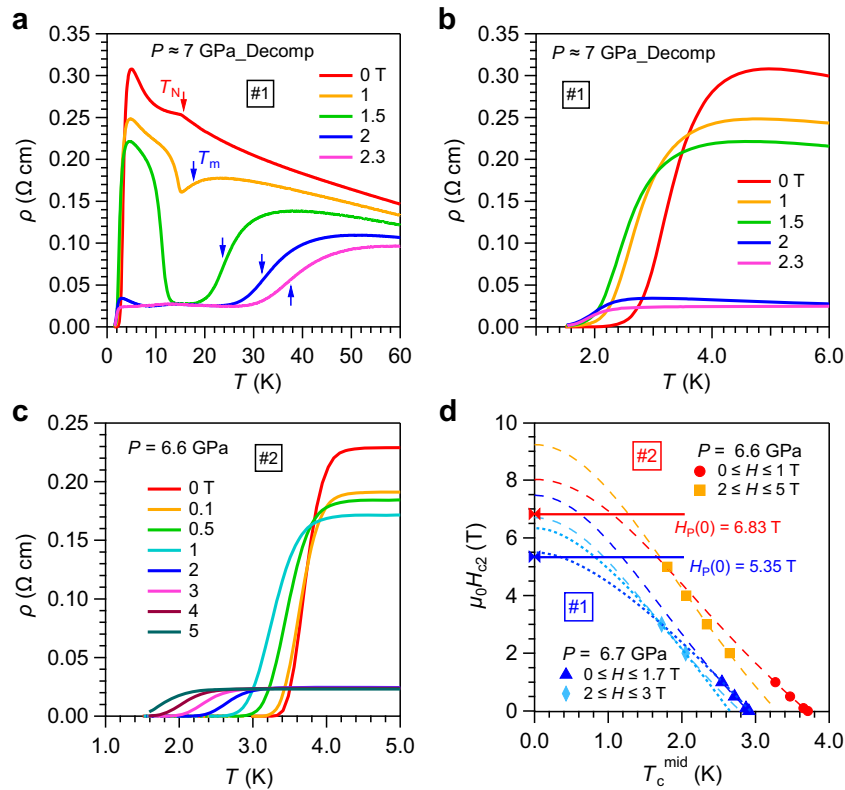 a
P ≈ 7 GPa_Decomp
#1
T_N
T_m
0 T
1
1.5
2
2.3
ρ (Ω cm)
0.35
0.30
0.25
0.20
0.15
0.10
0.05
0.00
0 10 20 30 40 50 60
T (K)
b
P ≈ 7 GPa_Decomp
#1
0 T
1
1.5
2
2.3
ρ (Ω cm)
0.35
0.30
0.25
0.20
0.15
0.10
0.05
0.00
2.0 4.0 6.0
T (K)
c
P = 6.6 GPa
#2
0 T
0.1
0.5
1
2
3
4
5
ρ (Ω cm)
0.25
0.20
0.15
0.10
0.05
0.00
1.0 2.0 3.0 4.0 5.0
T (K)
d
#2
P = 6.6 GPa
0 ≤ H ≤ 1 T
2 ≤ H ≤ 5 T
H_P(0) = 6.83 T
H_P(0) = 5.35 T
#1
P = 6.7 GPa
0 ≤ H ≤ 1.7 T
2 ≤ H ≤ 3 T
μ₀H_c2 (T)
10
8
6
4
2
0
0.0 1.0 2.0 3.0 4.0
T_c^mid (K)